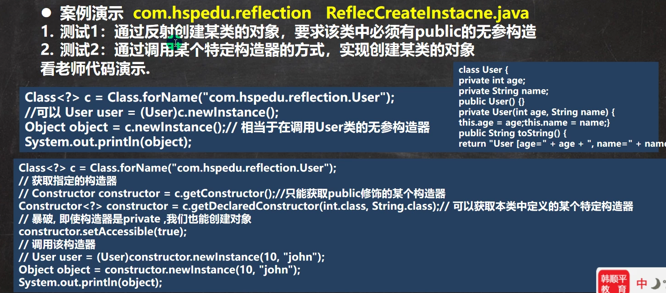 ● 案例演示 com.hspedu.reflection ReflecCreateInstacne.java
1. 测试1：通过反射创建某类的对象，要求该类中必须有public的无参构造
2. 测试2：通过调用某个特定构造器的方式，实现创建某类的对象
看老师代码演示.
class User {
private int age;
private String name;
public User() {}
private User(int age, String name) {
this.age = age;this.name = name;}
public String toString() {
return "User [age=" + age + ", name=" + name
Class<?> c = Class.forName("com.hspedu.reflection.User");
//可以 User user = (User)c.newInstance();
Object object = c.newInstance();// 相当于在调用User类的无参构造器
System.out.println(object);
Class<?> c = Class.forName("com.hspedu.reflection.User");
// 获取指定的构造器
// Constructor constructor = c.getConstructor();//只能获取public修饰的某个构造器
Constructor<?> constructor = c.getDeclaredConstructor(int.class, String.class);// 可以获取本类中定义的某个特定构造器
// 暴破, 即使构造器是private ,我们也能创建对象
constructor.setAccessible(true);
// 调用该构造器
// User user = (User)constructor.newInstance(10, "john");
Object object = constructor.newInstance(10, "john");
System.out.println(object);
韩顺平
教育
中